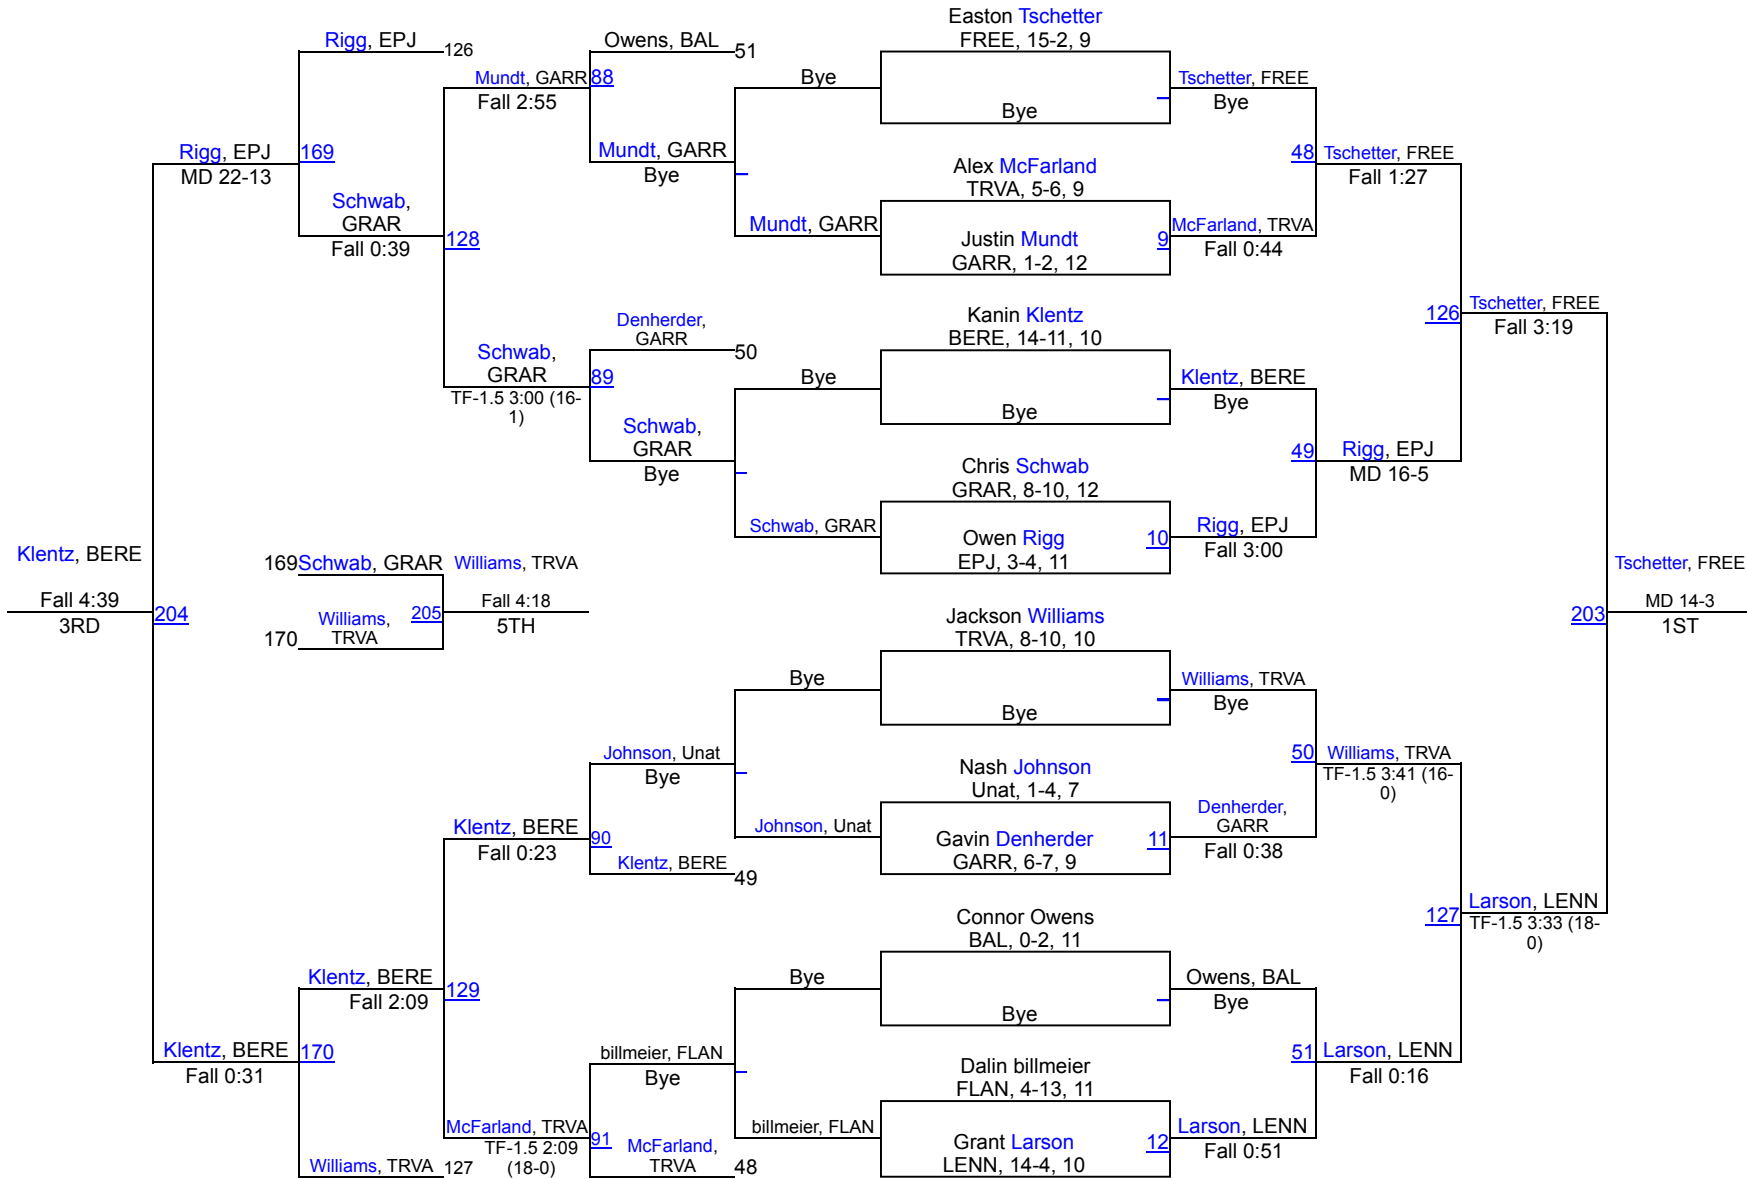 Easton Tschetter
FREE, 15-2, 9
Rigg, EPJ
126
Owens, BAL
51
Mundt, GARR
88
Fall 2:55
Bye
Bye
Tschetter, FREE
Bye
Rigg, EPJ
169
MD 22-13
Mundt, GARR
Bye
Alex McFarland
TRVA, 5-6, 9
48
Tschetter, FREE
Fall 1:27
Schwab,
GRAR
Fall 0:39
128
Mundt, GARR
Justin Mundt
GARR, 1-2, 12
9
McFarland, TRVA
Fall 0:44
Denherder,
GARR
50
Kanin Klentz
BERE, 14-11, 10
126
Tschetter, FREE
Fall 3:19
Schwab,
GRAR
89
TF-1.5 3:00 (16-
1)
Bye
Bye
Klentz, BERE
Bye
Schwab,
GRAR
Bye
Chris Schwab
GRAR, 8-10, 12
49
Rigg, EPJ
MD 16-5
Schwab, GRAR
Owen Rigg
EPJ, 3-4, 11
10
Rigg, EPJ
Fall 3:00
Klentz, BERE
Fall 4:39
3RD
204
169
Schwab, GRAR
Williams, TRVA
Williams,
TRVA
205
170
Fall 4:18
5TH
Tschetter, FREE
203
MD 14-3
1ST
Jackson Williams
TRVA, 8-10, 10
Bye
Bye
Williams, TRVA
Bye
Johnson, Unat
Bye
Nash Johnson
Unat, 1-4, 7
50
Williams, TRVA
TF-1.5 3:41 (16-
0)
Klentz, BERE
90
Fall 0:23
Johnson, Unat
Gavin Denherder
GARR, 6-7, 9
11
Denherder,
GARR
Fall 0:38
Klentz, BERE
49
Connor Owens
BAL, 0-2, 11
127
Larson, LENN
TF-1.5 3:33 (18-
0)
Klentz, BERE
129
Fall 2:09
Bye
Bye
Owens, BAL
Bye
Klentz, BERE
170
Fall 0:31
billmeier, FLAN
Bye
Dalin billmeier
FLAN, 4-13, 11
51
Larson, LENN
Fall 0:16
McFarland, TRVA
91
TF-1.5 2:09
(18-0)
billmeier, FLAN
Grant Larson
LENN, 14-4, 10
12
Larson, LENN
Fall 0:51
Williams, TRVA
127
McFarland,
TRVA
48